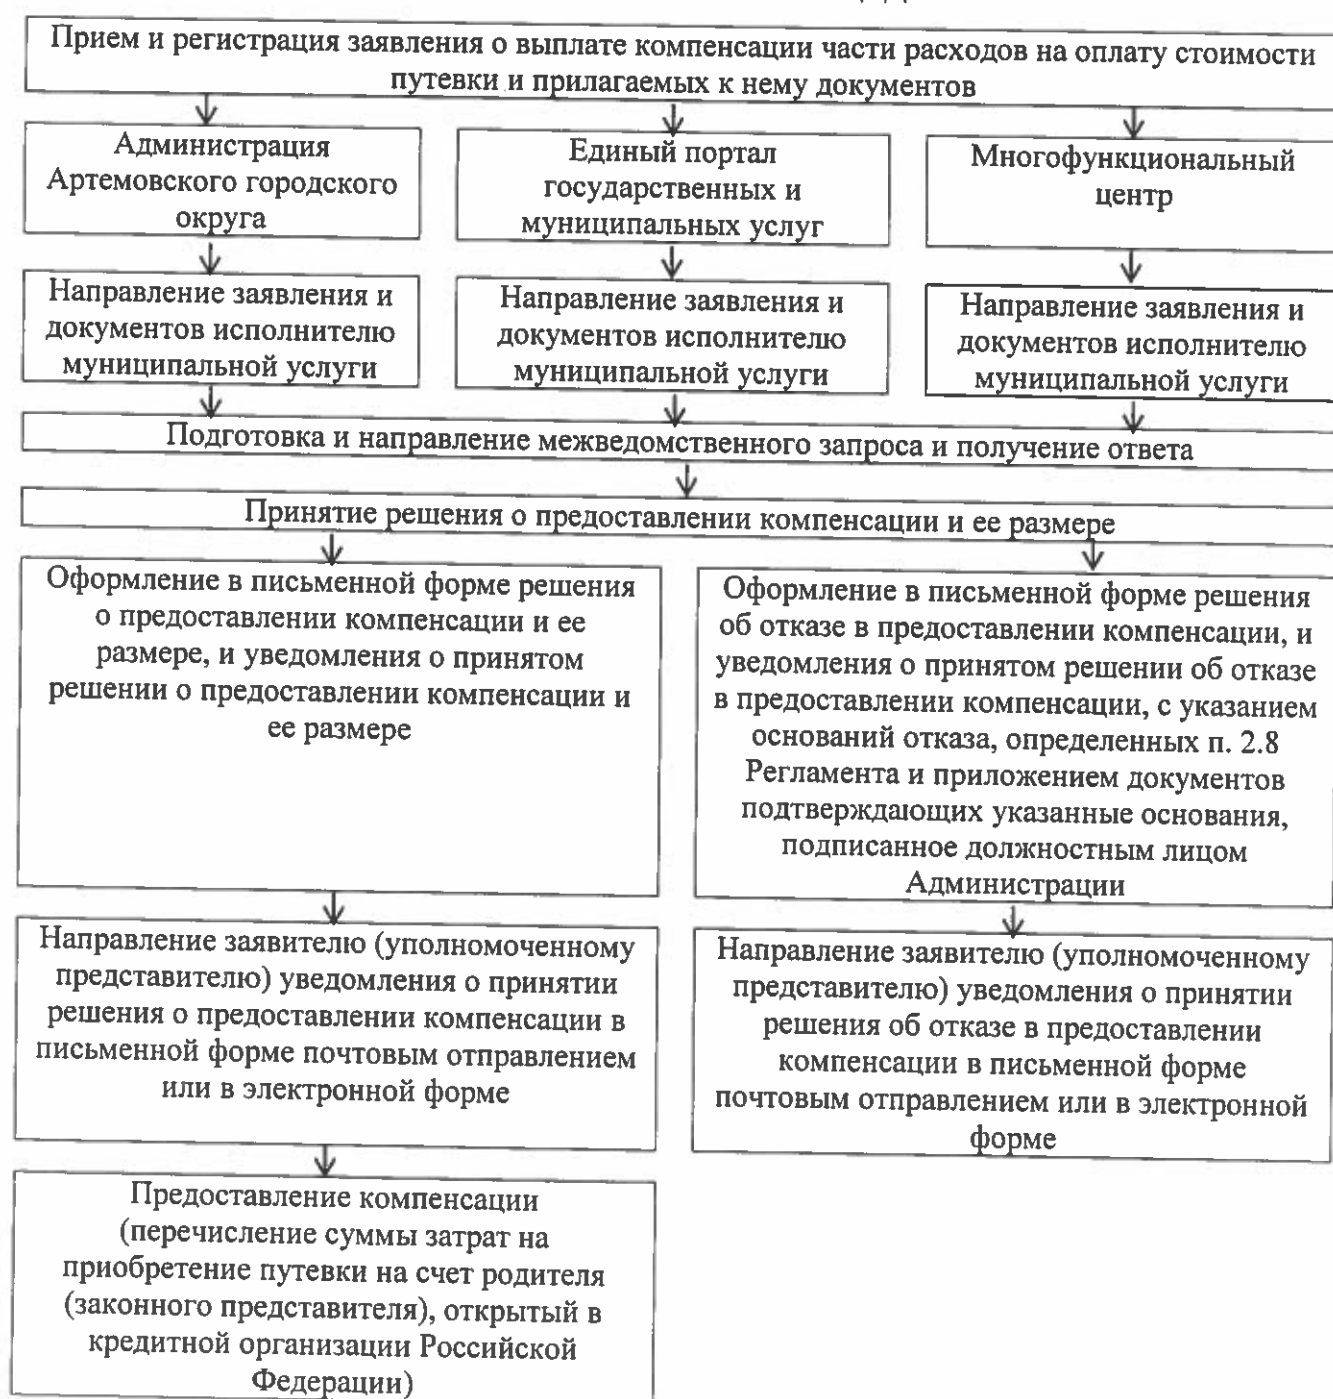 Прием и регистрация заявления о выплате компенсации части расходов на оплату стоимости
путевки и прилагаемых к нему документов
Администрация
Артемовского городского
округа
Единый портал
государственных и
муниципальных услуг
Многофункциональный
центр
Направление заявления и
документов исполнителю
муниципальной услуги
Направление заявления и
документов исполнителю
муниципальной услуги
Направление заявления и
документов исполнителю
муниципальной услуги
Подготовка и направление межведомственного запроса и получение ответа
Принятие решения о предоставлении компенсации и ее размере
Оформление в письменной форме решения
о предоставлении компенсации и ее
размере, и уведомления о принятом
решении о предоставлении компенсации и
ее размере
Оформление в письменной форме решения
об отказе в предоставлении компенсации, и
уведомления о принятом решении об отказе
в предоставлении компенсации, с указанием
оснований отказа, определенных п. 2.8
Регламента и приложением документов
подтверждающих указанные основания,
подписанное должностным лицом
Администрации
Направление заявителю (уполномоченному
представителю) уведомления о принятии
решения о предоставлении компенсации в
письменной форме почтовым отправлением
или в электронной форме
Направление заявителю (уполномоченному
представителю) уведомления о принятии
решения об отказе в предоставлении
компенсации в письменной форме
почтовым отправлением или в электронной
форме
Предоставление компенсации
(перечисление суммы затрат на
приобретение путевки на счет родителя
(законного представителя), открытый в
кредитной организации Российской
Федерации)